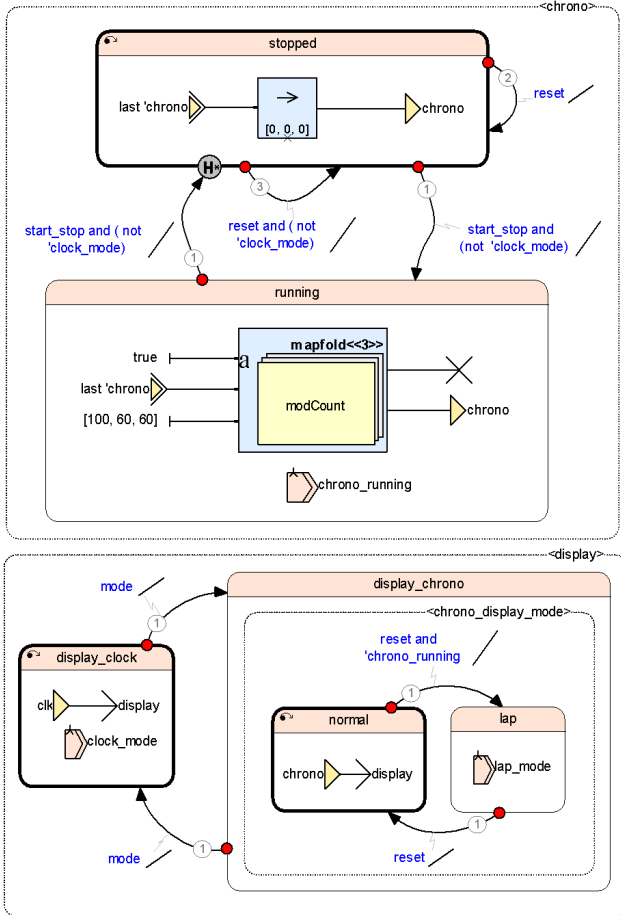 <chrono>
stopped
last 'chrono
[0, 0, 0]
chrono
2
reset
H*
3
1
start_stop and ( not
'clock_mode)
reset and ( not
'clock_mode)
start_stop and
(not 'clock_mode)
1
running
mapfold<<3>>
true
a
last 'chrono
[100, 60, 60]
modCount
chrono
chrono_running
<display>
mode
1
display_chrono
<chrono_display_mode>
display_clock
clk
display
clock_mode
reset and
'chrono_running
1
normal
chrono
display
lap
lap_mode
1
reset
mode
1